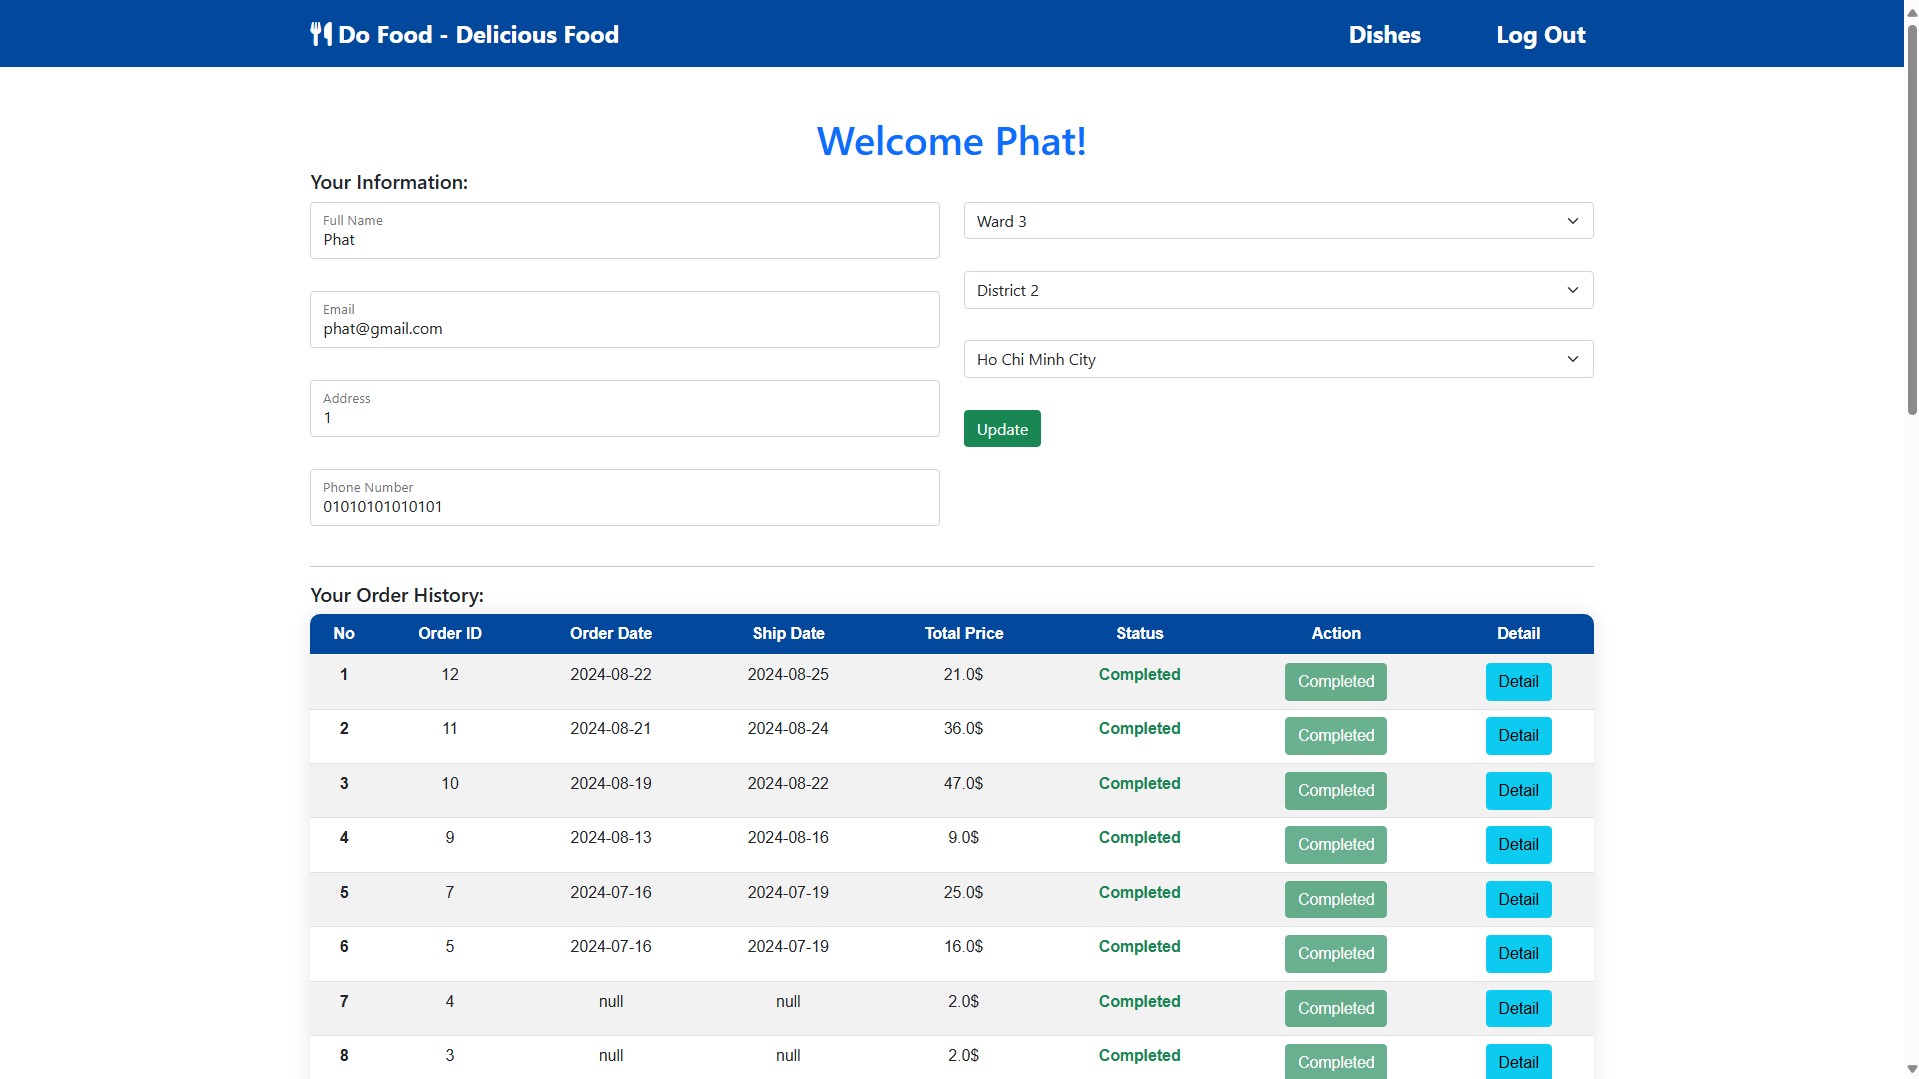 Do Food - Delicious Food Dishes Log Out
Welcome Phat!
Your Information:
Full Name
Phat
Email
phat@gmail.com
Address
1
Phone Number
01010101010101
Ward 3
District 2
Ho Chi Minh City
Update
Your Order History:
No Order ID Order Date Ship Date Total Price Status Action Detail
1 12 2024-08-22 2024-08-25 21.0$ Completed Completed Detail
2 11 2024-08-21 2024-08-24 36.0$ Completed Completed Detail
3 10 2024-08-19 2024-08-22 47.0$ Completed Completed Detail
4 9 2024-08-13 2024-08-16 9.0$ Completed Completed Detail
5 7 2024-07-16 2024-07-19 25.0$ Completed Completed Detail
6 5 2024-07-16 2024-07-19 16.0$ Completed Completed Detail
7 4 null null 2.0$ Completed Completed Detail
8 3 null null 2.0$ Completed Completed Detail